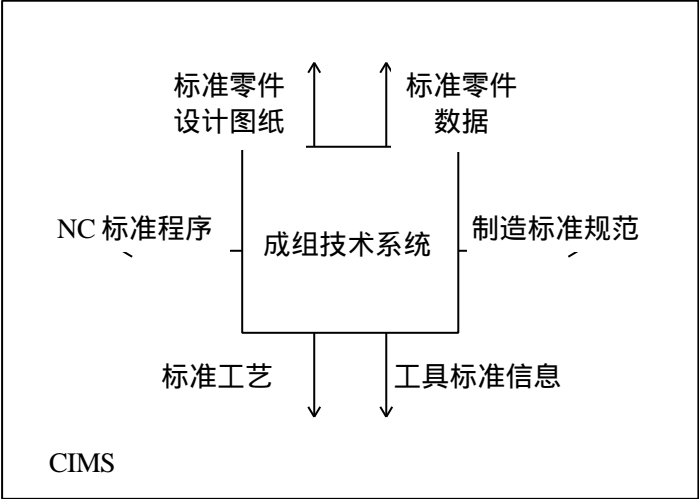 标准零件
设计图纸
标准零件
数据
NC 标准程序
成组技术系统
制造标准规范
标准工艺
工具标准信息
CIMS